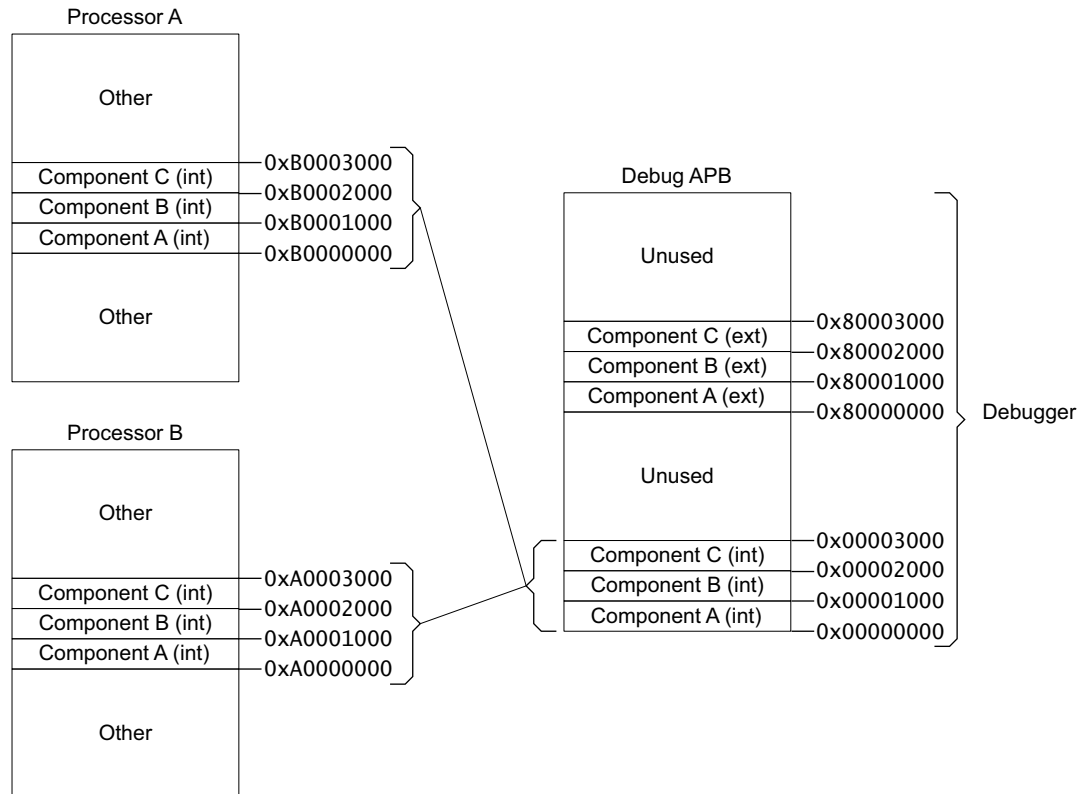 Processor A
Other
0xB0003000
Component C (int)
0xB0002000
Component B (int)
0xB0001000
Component A (int)
0xB0000000
Other
Processor B
Other
0xA0003000
Component C (int)
0xA0002000
Component B (int)
0xA0001000
Component A (int)
0xA0000000
Other
Debug APB
Unused
0x80003000
Component C (ext)
0x80002000
Component B (ext)
0x80001000
Component A (ext)
0x80000000
Unused
0x00003000
Component C (int)
0x00002000
Component B (int)
0x00001000
Component A (int)
0x00000000
Debugger